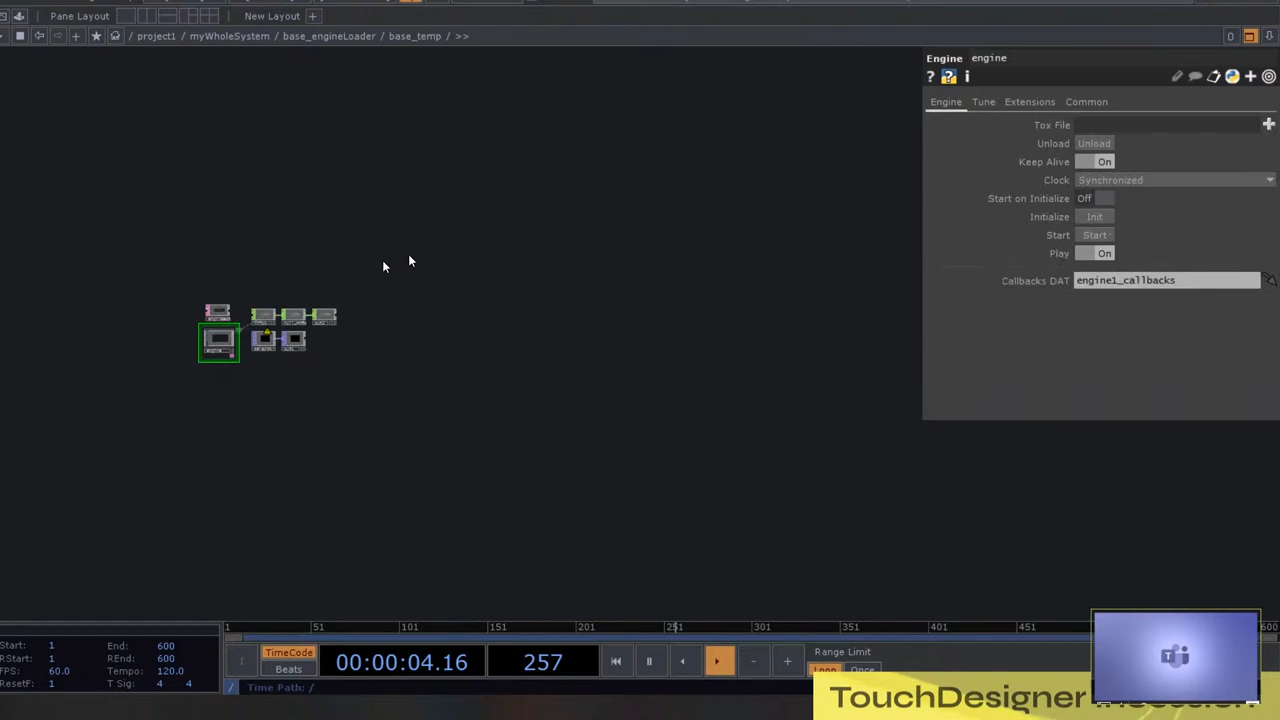 Pane Layout New Layout +
/ project1 / myWholeSystem / base_engineLoader / base_temp / >> 0
Engine engine
? ? i
Engine Tune Extensions Common
Tox File
Unload Unload
Keep Alive On
Clock Synchronized
Start on Initialize Off
Initialize Init
Start Start
Play On
Callbacks DAT engine1_callbacks
1 51 101 151 201 251 301 351 401 451 600
Start: 1 End: 600
RStart: 1 REnd: 600
FPS: 60.0 Tempo: 120.0
ResetF: 1 T Sig: 4 4
TimeCode
Beats
00:00:04.16 257
- +
Range Limit
Loop Once
/ Time Path: /
T
TouchDesigner